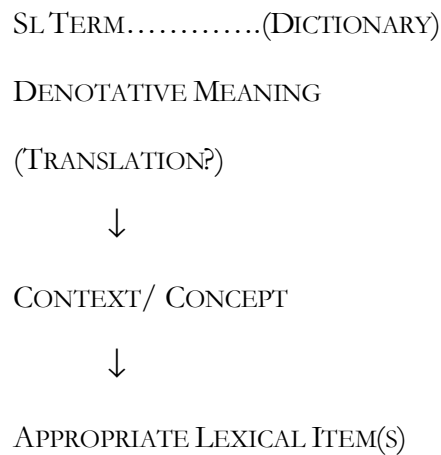 SL TERM.............(DICTIONARY)
DENOTATIVE MEANING
(TRANSLATION?)
↓
CONTEXT/ CONCEPT
↓
APPROPRIATE LEXICAL ITEM(S)